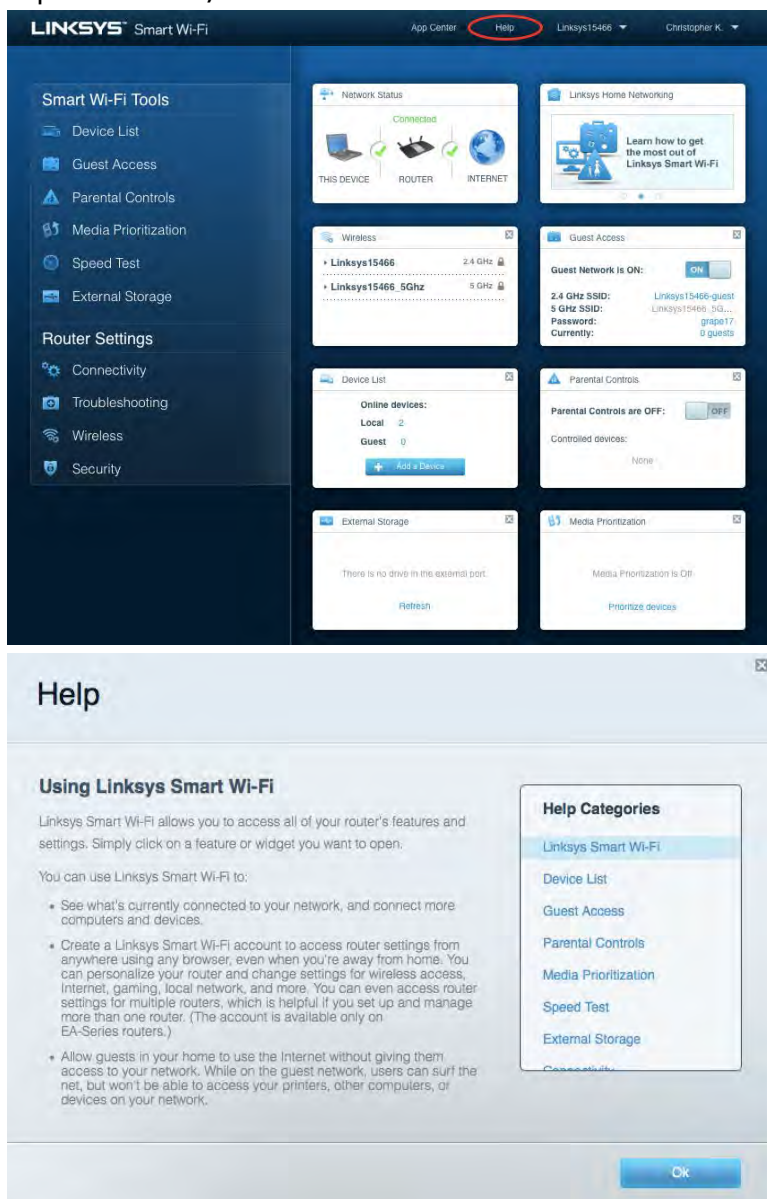 LINKSYS™ Smart Wi-Fi
App Center
Help
Linksys15466
Christopher K.
Smart Wi-Fi Tools
Device List
Guest Access
Parental Controls
Media Prioritization
Speed Test
External Storage
Router Settings
Connectivity
Troubleshooting
Wireless
Security
Network Status
Connected
THIS DEVICE
ROUTER
INTERNET
Linksys Home Networking
Learn how to get
the most out of
Linksys Smart Wi-Fi
Wireless
Linksys15466 2.4 GHz
Linksys15466_5Ghz 5 GHz
Guest Access
Guest Network is ON: ON
2.4 GHz SSID: Linksys15466-guest
5 GHz SSID: Linksys15466_5G...
Password: grape17
Currently: 0 guests
Device List
Online devices:
Local 2
Guest 0
Add a Device
Parental Controls
Parental Controls are OFF: OFF
Controlled devices:
None
External Storage
There is no drive in the external port.
Refresh
Media Prioritization
Media Prioritization is Off
Prioritize devices
Help
Using Linksys Smart Wi-Fi
Linksys Smart Wi-Fi allows you to access all of your router's features and
settings. Simply click on a feature or widget you want to open.
You can use Linksys Smart Wi-Fi to:
• See what's currently connected to your network, and connect more
computers and devices.
• Create a Linksys Smart Wi-Fi account to access router settings from
anywhere using any browser, even when you're away from home. You
can personalize your router and change settings for wireless access,
Internet, gaming, local network, and more. You can even access router
settings for multiple routers, which is helpful if you set up and manage
more than one router. (The account is available only on
EA-Series routers.)
• Allow guests in your home to use the Internet without giving them
access to your network. While on the guest network, users can surf the
net, but won't be able to access your printers, other computers, or
devices on your network.
Help Categories
Linksys Smart Wi-Fi
Device List
Guest Access
Parental Controls
Media Prioritization
Speed Test
External Storage
Connectivity
Ok